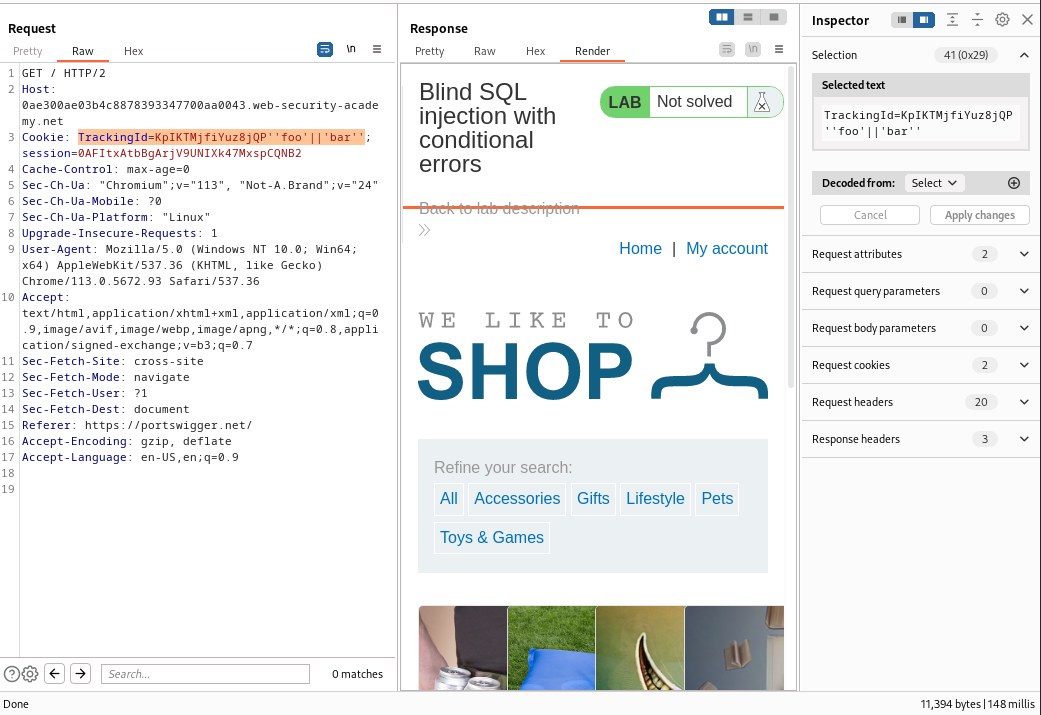 Request
Pretty Raw Hex
\n
1 GET / HTTP/2
2 Host:
0ae300ae03b4c8878393347700aa0043.web-security-acade
my.net
3 Cookie: TrackingId=KpIKTMjfiYuz8jQP''foo'||'bar'';
session=0AFItxAtbBgArjV9UNIXk47MxspCQNB2
4 Cache-Control: max-age=0
5 Sec-Ch-Ua: "Chromium";v="113", "Not-A.Brand";v="24"
6 Sec-Ch-Ua-Mobile: ?0
7 Sec-Ch-Ua-Platform: "Linux"
8 Upgrade-Insecure-Requests: 1
9 User-Agent: Mozilla/5.0 (Windows NT 10.0; Win64;
x64) AppleWebKit/537.36 (KHTML, like Gecko)
Chrome/113.0.5672.93 Safari/537.36
10 Accept:
text/html,application/xhtml+xml,application/xml;q=0
.9,image/avif,image/webp,image/apng,*/*;q=0.8,appli
cation/signed-exchange;v=b3;q=0.7
11 Sec-Fetch-Site: cross-site
12 Sec-Fetch-Mode: navigate
13 Sec-Fetch-User: ?1
14 Sec-Fetch-Dest: document
15 Referer: https://portswigger.net/
16 Accept-Encoding: gzip, deflate
17 Accept-Language: en-US,en;q=0.9
18
19
Search...
0 matches
Done
Response
Pretty Raw Hex Render
\n
Blind SQL
injection with
conditional
errors
LAB Not solved
Back to lab description
Home | My account
WE LIKE TO
SHOP
Refine your search:
All Accessories Gifts Lifestyle Pets
Toys & Games
Inspector
Selection 41 (0x29)
Selected text
TrackingId=KpIKTMjfiYuz8jQP
''foo'||'bar''
Decoded from: Select
Cancel Apply changes
Request attributes 2
Request query parameters 0
Request body parameters 0
Request cookies 2
Request headers 20
Response headers 3
11,394 bytes | 148 millis